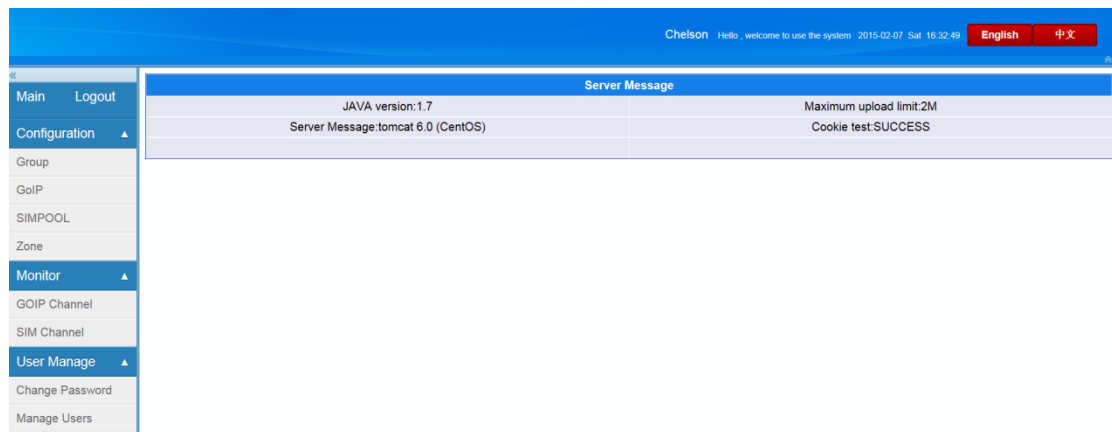 Chelson Hello , welcome to use the system 2015-02-07 Sat 16:32:49 English 中文
Main Logout
Configuration
Group
GoIP
SIMPOOL
Zone
Monitor
GOIP Channel
SIM Channel
User Manage
Change Password
Manage Users
Server Message
JAVA version:1.7 Maximum upload limit:2M
Server Message:tomcat 6.0 (CentOS) Cookie test:SUCCESS